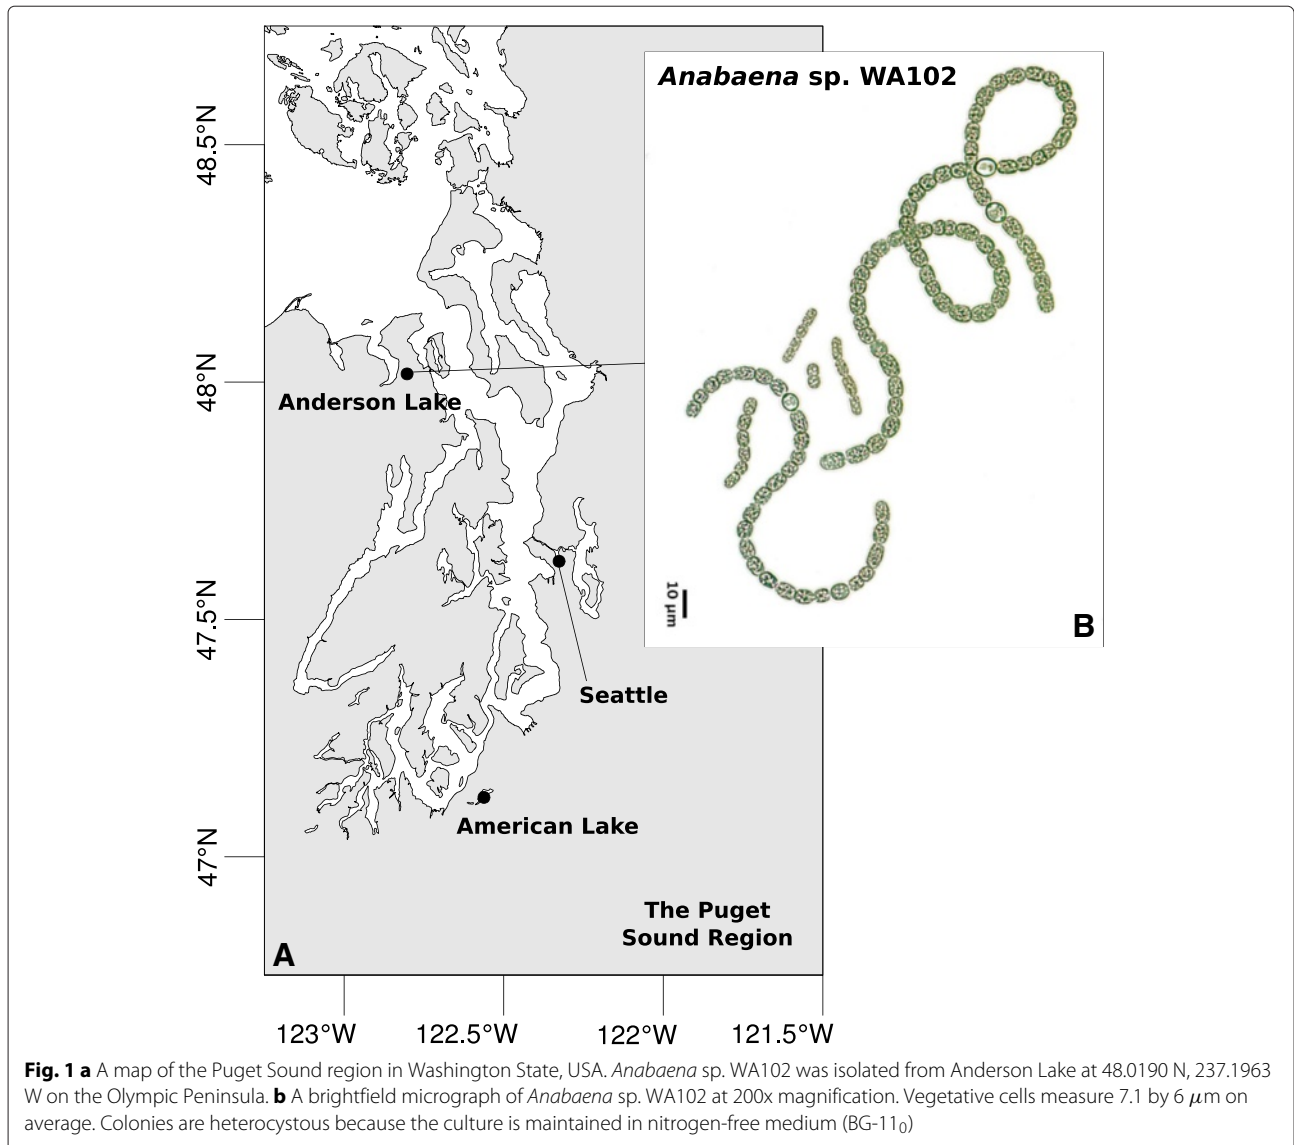 Anabaena sp. WA102
48.5°N
48°N
Anderson Lake
47.5°N
10 µm
B
Seattle
American Lake
47°N
The Puget
Sound Region
A
123°W 122.5°W 122°W 121.5°W
Fig. 1 a A map of the Puget Sound region in Washington State, USA. Anabaena sp. WA102 was isolated from Anderson Lake at 48.0190 N, 237.1963
W on the Olympic Peninsula. b A brightfield micrograph of Anabaena sp. WA102 at 200x magnification. Vegetative cells measure 7.1 by 6 μm on
average. Colonies are heterocystous because the culture is maintained in nitrogen-free medium (BG-11₀)